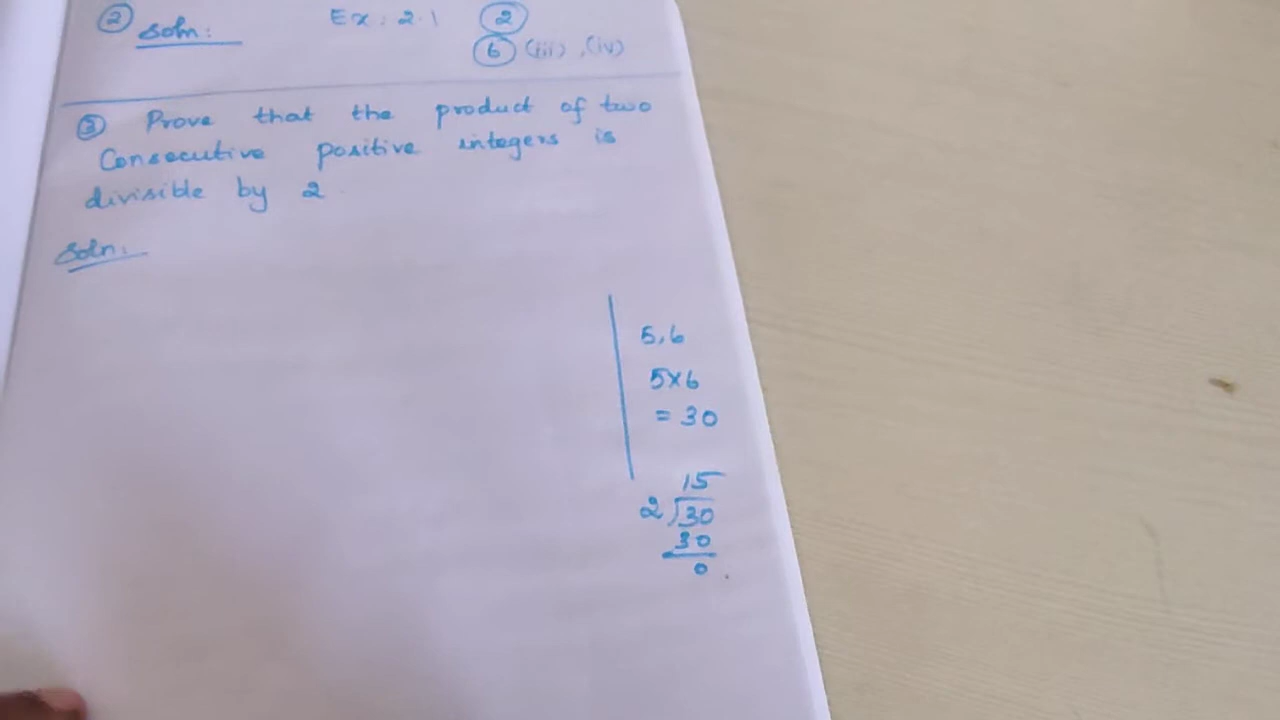 ② Soln:
Ex: 2.1 ②
⑥ (iii), (iv)
③ Prove that the product of two
Consecutive positive integers is
divisible by 2.
Soln:
5,6
5×6
= 30
15
2)30
30
0